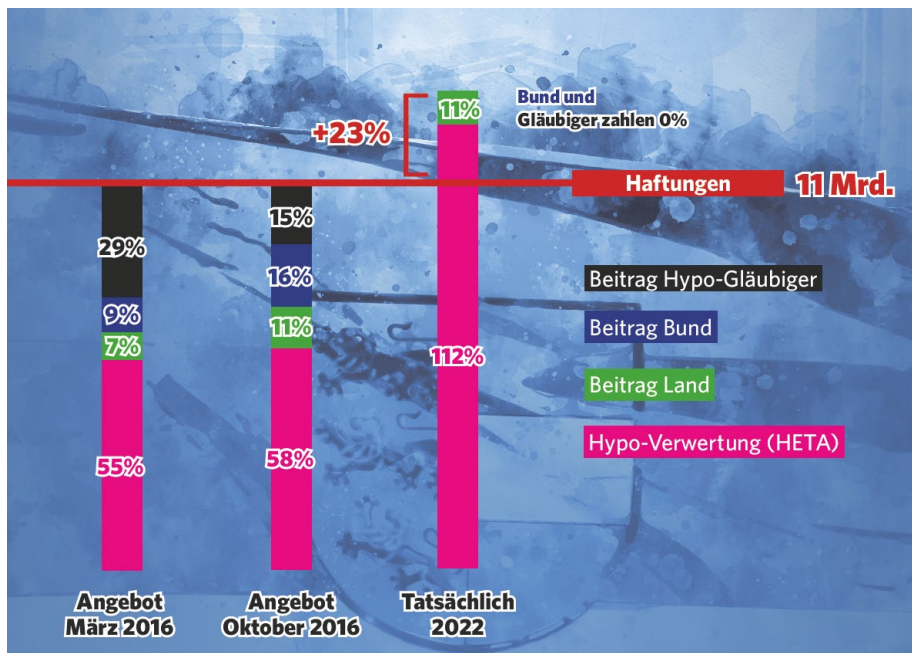 11%
Bund und
Gläubiger zahlen 0%
+23%
Haftungen
11 Mrd.
29%
9%
7%
55%
15%
16%
11%
58%
112%
Beitrag Hypo-Gläubiger
Beitrag Bund
Beitrag Land
Hypo-Verwertung (HETA)
Angebot
März 2016
Angebot
Oktober 2016
Tatsächlich
2022